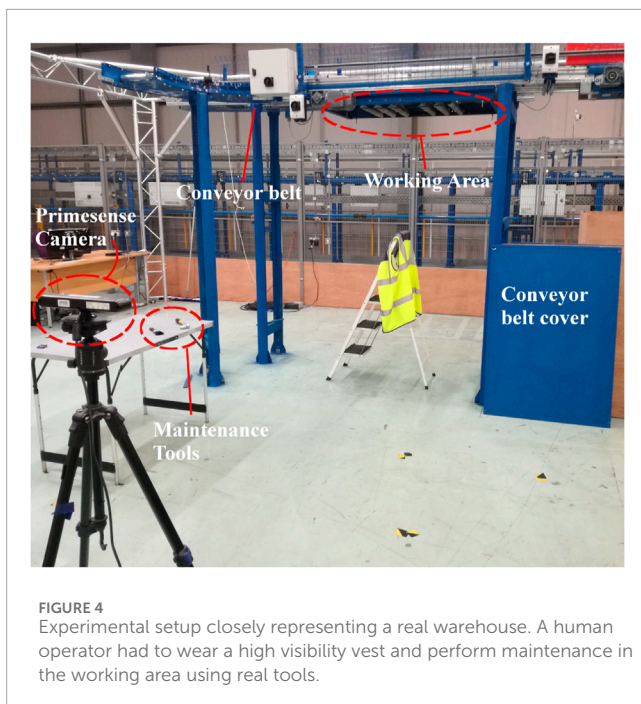 Conveyor belt
Working Area
Primesense
Camera
Conveyor
belt cover
Maintenance
Tools
FIGURE 4
Experimental setup closely representing a real warehouse. A human
operator had to wear a high visibility vest and perform maintenance in
the working area using real tools.